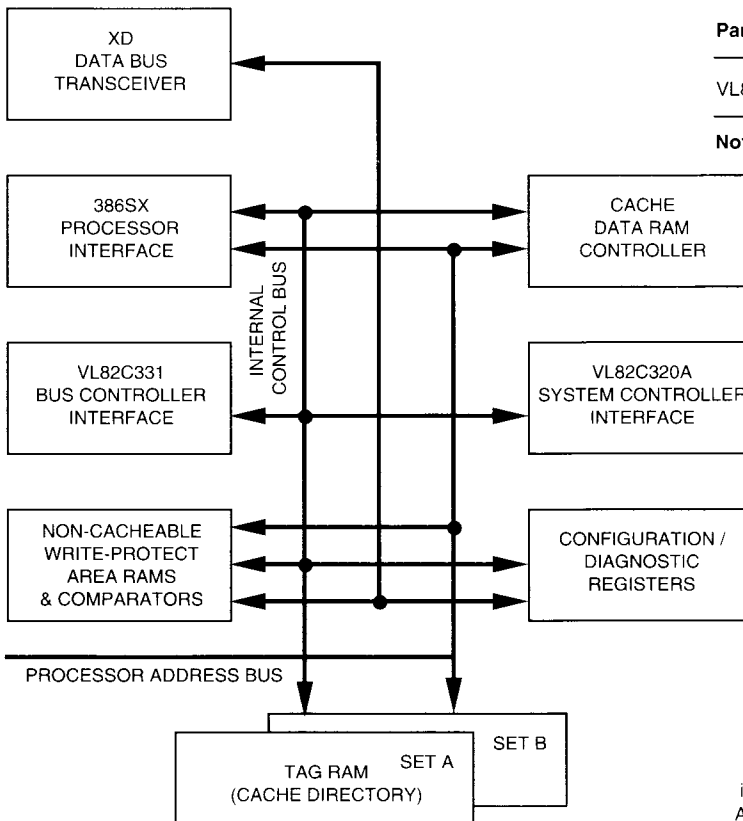 XD
DATA BUS
TRANSCEIVER
386SX
PROCESSOR
INTERFACE
CACHE
DATA RAM
CONTROLLER
INTERNAL
CONTROL BUS
VL82C331
BUS CONTROLLER
INTERFACE
VL82C320A
SYSTEM CONTROLLER
INTERFACE
NON-CACHEABLE
WRITE-PROTECT
AREA RAMS
& COMPARATORS
CONFIGURATION /
DIAGNOSTIC
REGISTERS
PROCESSOR ADDRESS BUS
SET B
SET A
TAG RAM
(CACHE DIRECTORY)